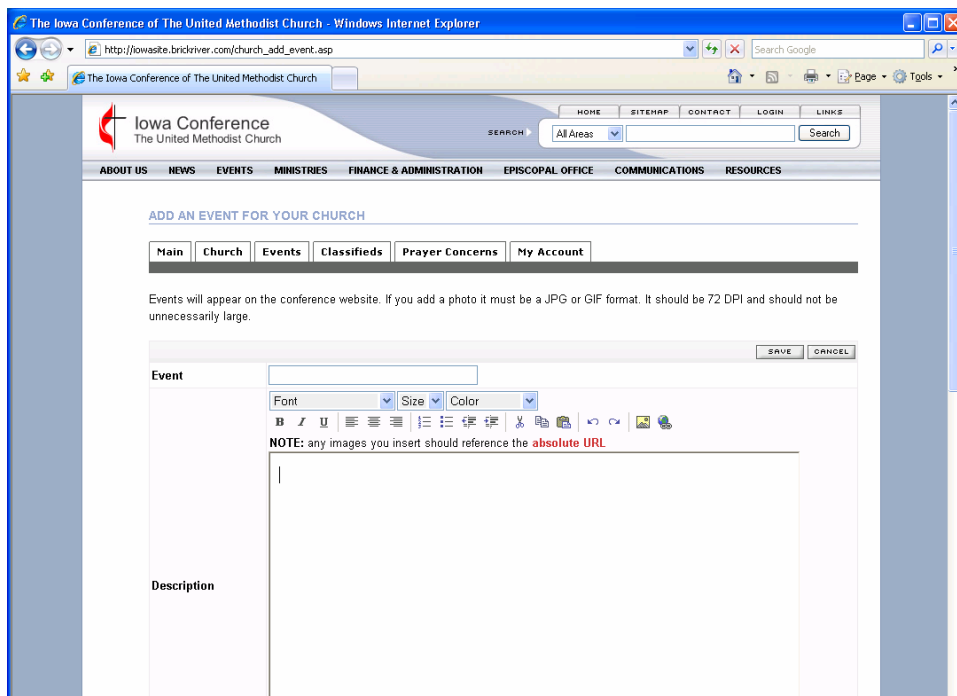 The Iowa Conference of The United Methodist Church - Windows Internet Explorer
http://iowasite.brickriver.com/church_add_event.asp
Search Google
The Iowa Conference of The United Methodist Church
Page
Tools
HOME SITEMAP CONTACT LOGIN LINKS
Iowa Conference
The United Methodist Church
SEARCH All Areas Search
ABOUT US NEWS EVENTS MINISTRIES FINANCE & ADMINISTRATION EPISCOPAL OFFICE COMMUNICATIONS RESOURCES
ADD AN EVENT FOR YOUR CHURCH
Main Church Events Classifieds Prayer Concerns My Account
Events will appear on the conference website. If you add a photo it must be a JPG or GIF format. It should be 72 DPI and should not be
unnecessarily large.
SAVE CANCEL
Event
Font Size Color
B I U
NOTE: any images you insert should reference the absolute URL
Description